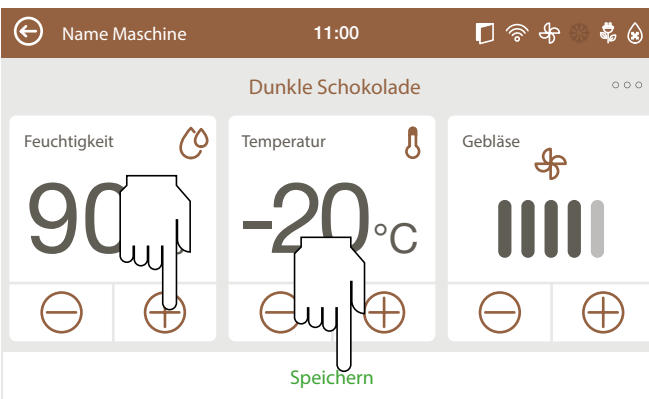 Name Maschine 11:00
Dunkle Schokolade
Feuchtigkeit Temperatur Gebläse
90 -20°C
Speichern